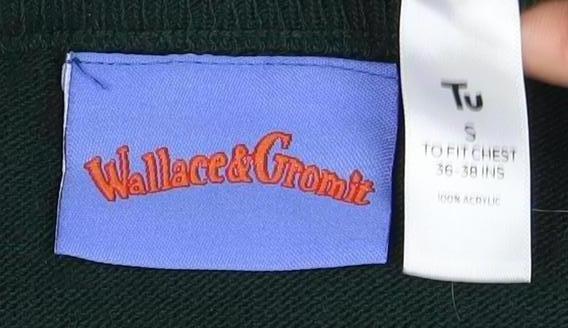 Wallace & Gromit
Tu
S
TO FIT CHEST
36-38 INS
100% ACRYLIC